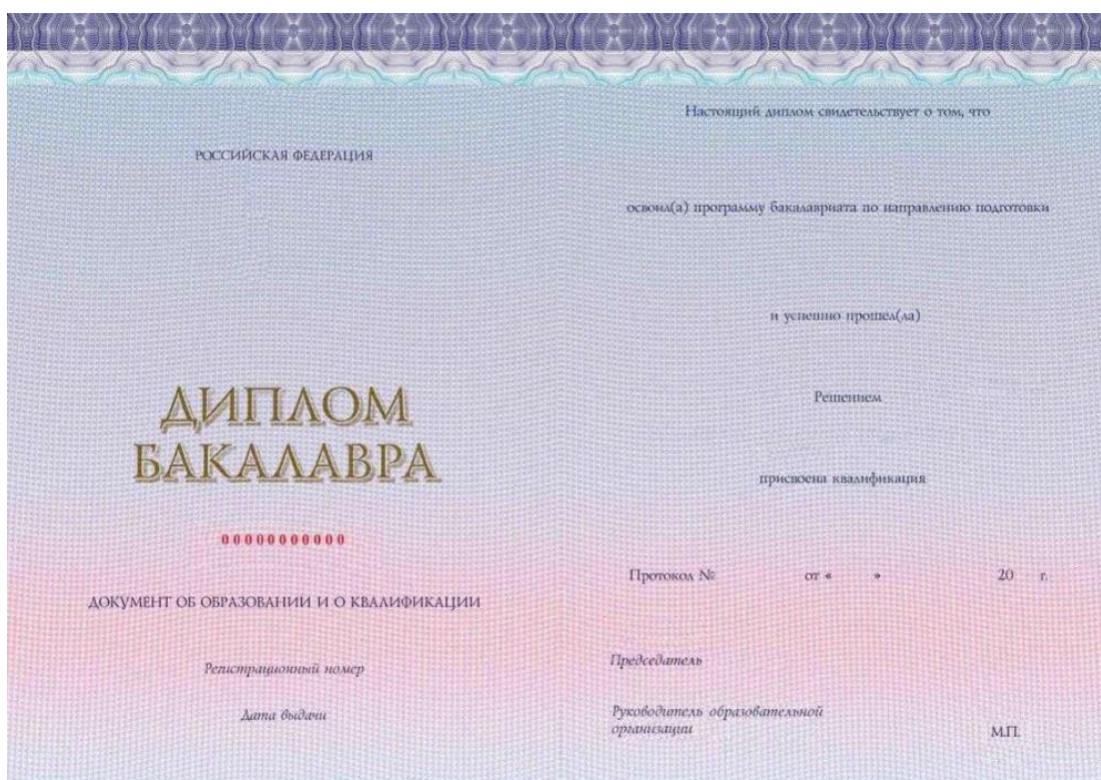 РОССИЙСКАЯ ФЕДЕРАЦИЯ
ДИПЛОМ
БАКАЛАВРА
00000000000
ДОКУМЕНТ ОБ ОБРАЗОВАНИИ И О КВАЛИФИКАЦИИ
Регистрационный номер
Дата выдачи
Настоящий диплом свидетельствует о том, что
освоил(а) программу бакалавриата по направлению подготовки
и успешно прошёл(ла)
Решением
присвоена квалификация
Протокол № от « » 20 г.
Председатель
Руководитель образовательной
организации
М.П.